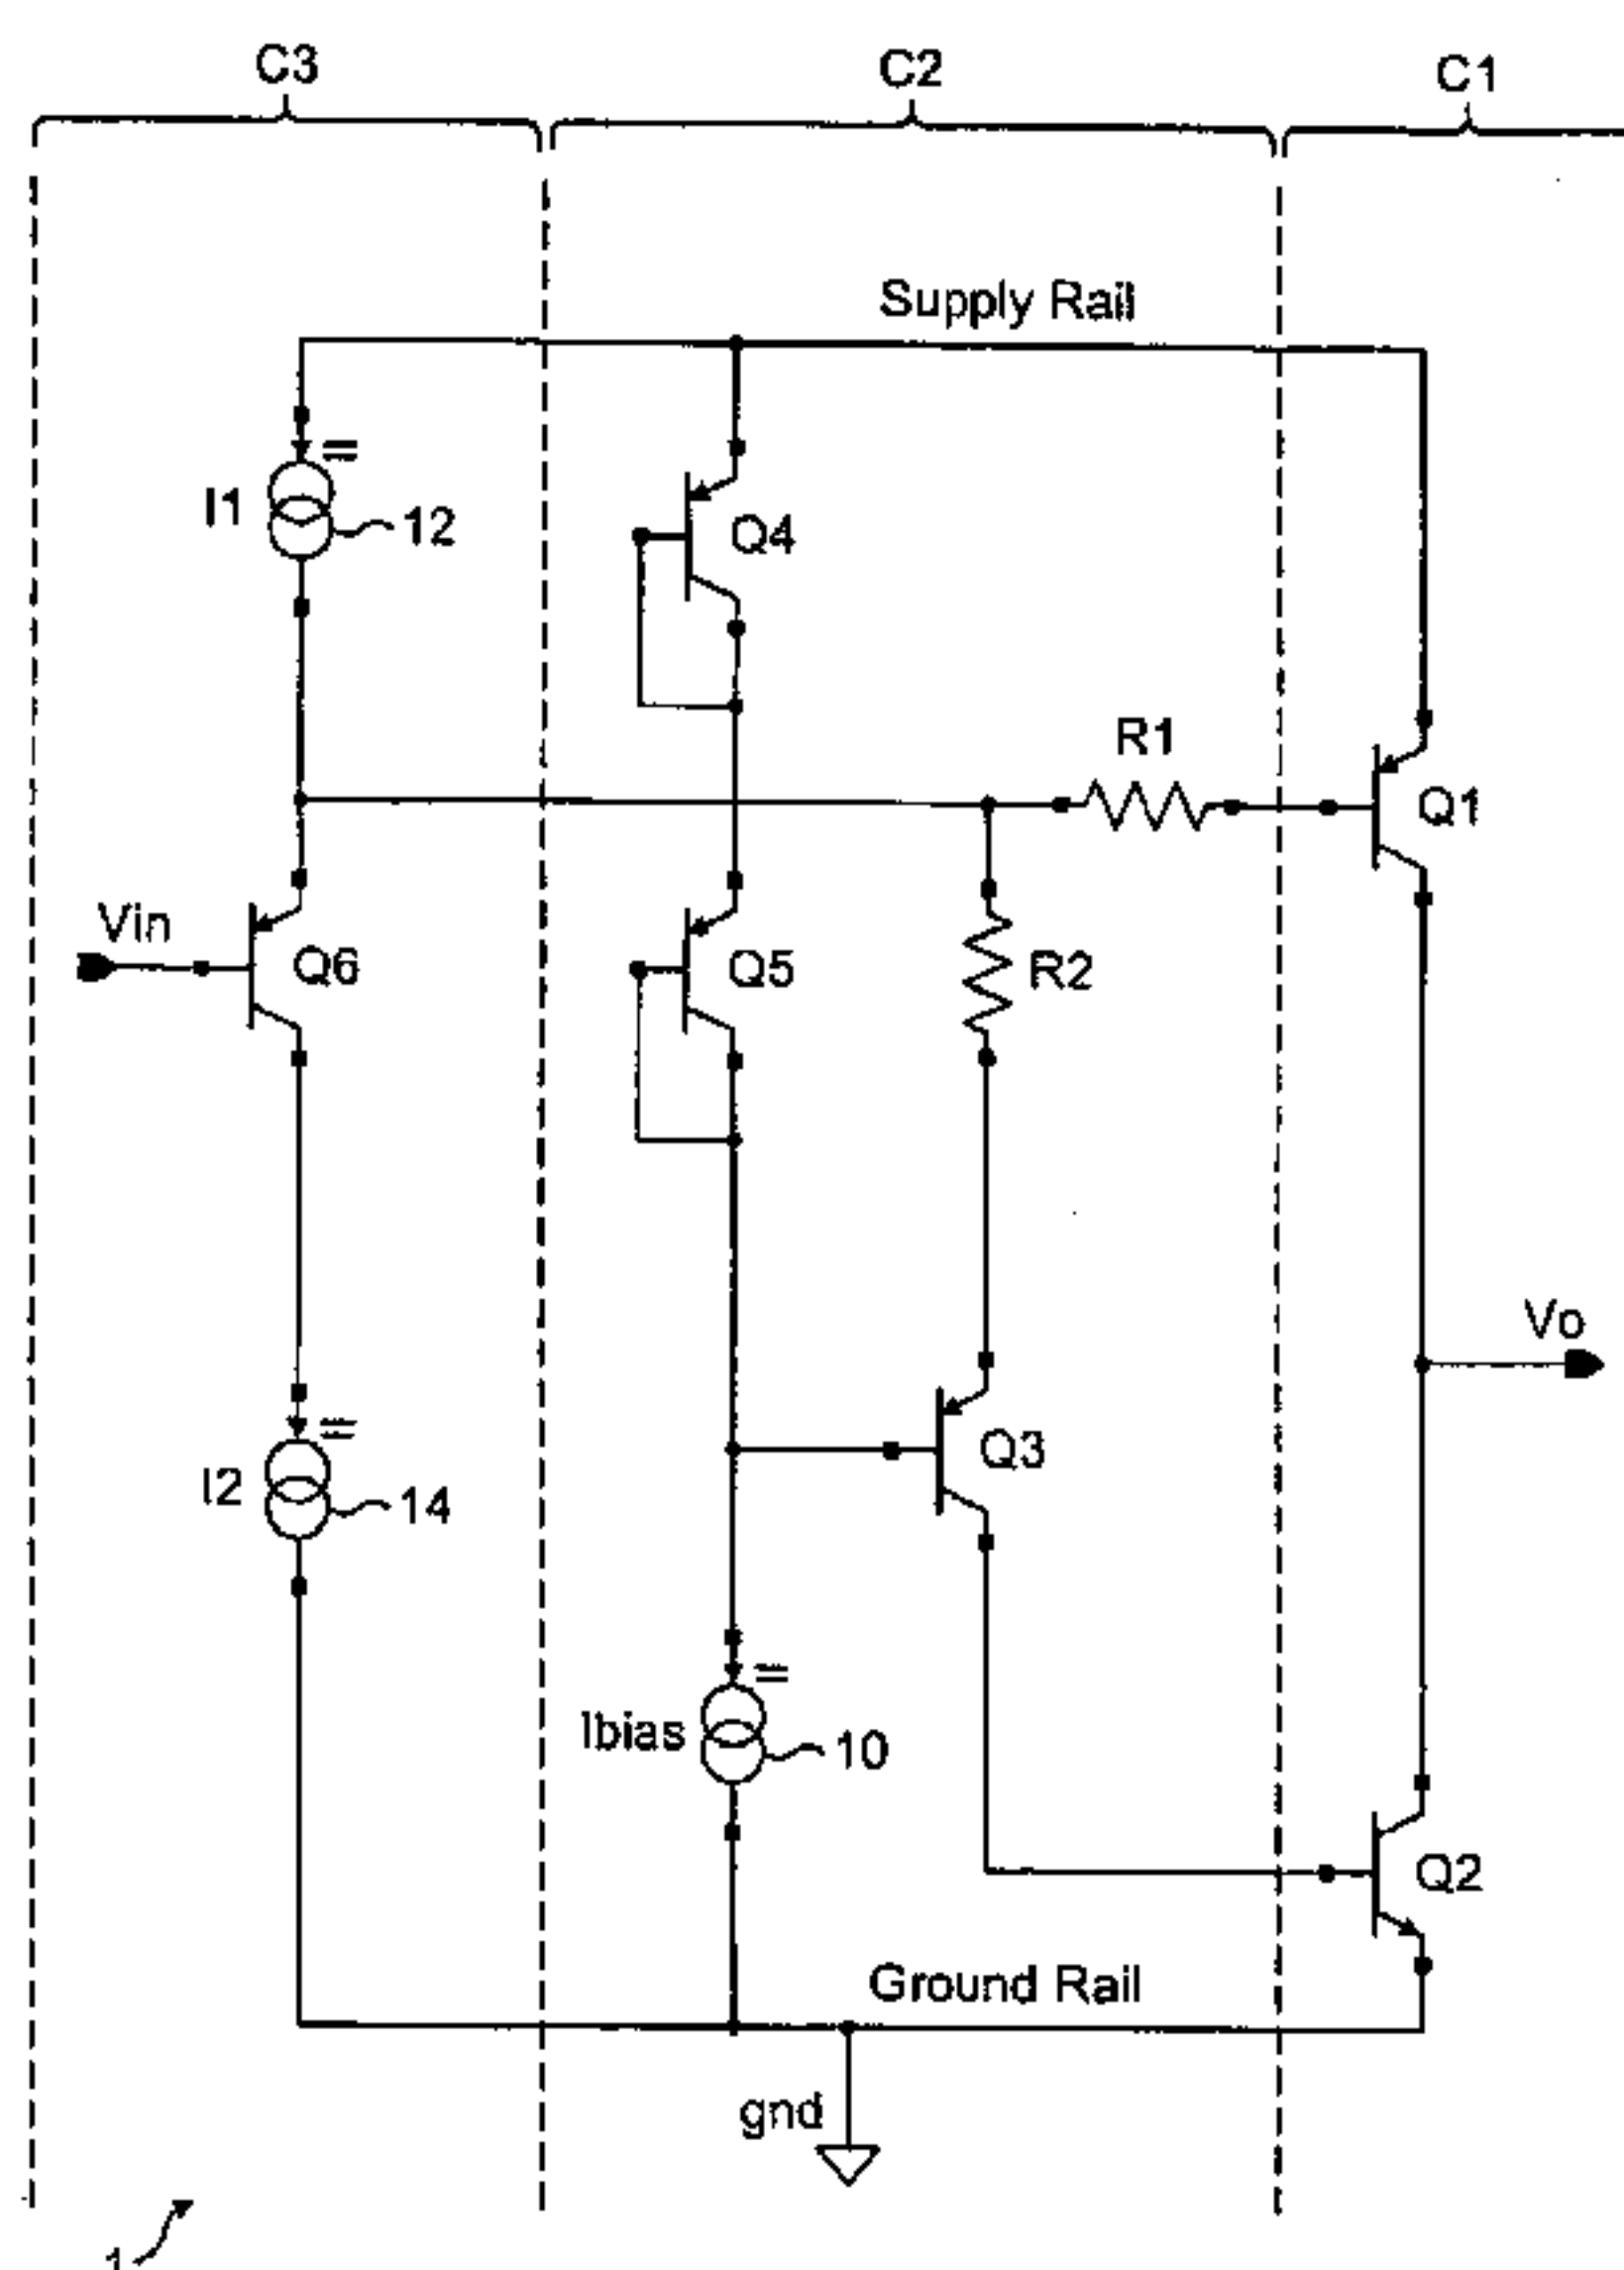 C3
C2
C1
Supply Rail
I1
12
Q4
R1
Q1
Vin
Q6
Q5
R2
Vo
Q3
I2
14
Ibias
10
Q2
Ground Rail
gnd
1